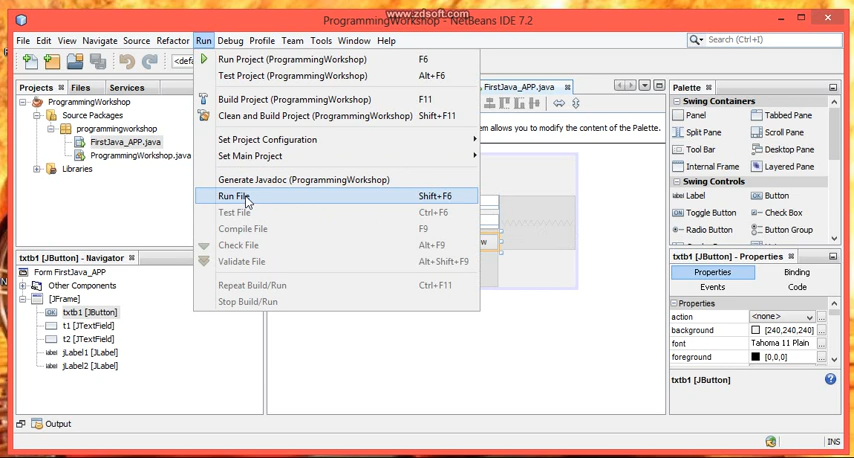 www.zdsoft.com
ProgrammingWorkshop - NetBeans IDE 7.2
File Edit View Navigate Source Refactor Run Debug Profile Team Tools Window Help
Search (Ctrl+I)
<def
Projects Files Services
ProgrammingWorkshop
Source Packages
programmingworkshop
FirstJava_APP.java
ProgrammingWorkshop.java
Libraries
Run Project (ProgrammingWorkshop) F6
Test Project (ProgrammingWorkshop) Alt+F6
Build Project (ProgrammingWorkshop) F11
Clean and Build Project (ProgrammingWorkshop) Shift+F11
Set Project Configuration
Set Main Project
Generate Javadoc (ProgrammingWorkshop)
Run File Shift+F6
Test File Ctrl+F6
Compile File F9
Check File Alt+F9
Validate File Alt+Shift+F9
Repeat Build/Run Ctrl+F11
Stop Build/Run
FirstJava_APP.java
em allows you to modify the content of the Palette.
w
Palette
Swing Containers
Panel Tabbed Pane
Split Pane Scroll Pane
Tool Bar Desktop Pane
Internal Frame Layered Pane
Swing Controls
Label Button
Toggle Button Check Box
Radio Button Button Group
txtb1 [JButton] - Navigator
Form FirstJava_APP
Other Components
[JFrame]
txtb1 [JButton]
t1 [JTextField]
t2 [JTextField]
jLabel1 [JLabel]
jLabel2 [JLabel]
txtb1 [JButton] - Properties
Properties Binding
Events Code
Properties
action <none>
background [240,240,240]
font Tahoma 11 Plain
foreground [0,0,0]
txtb1 [JButton]
Output
INS